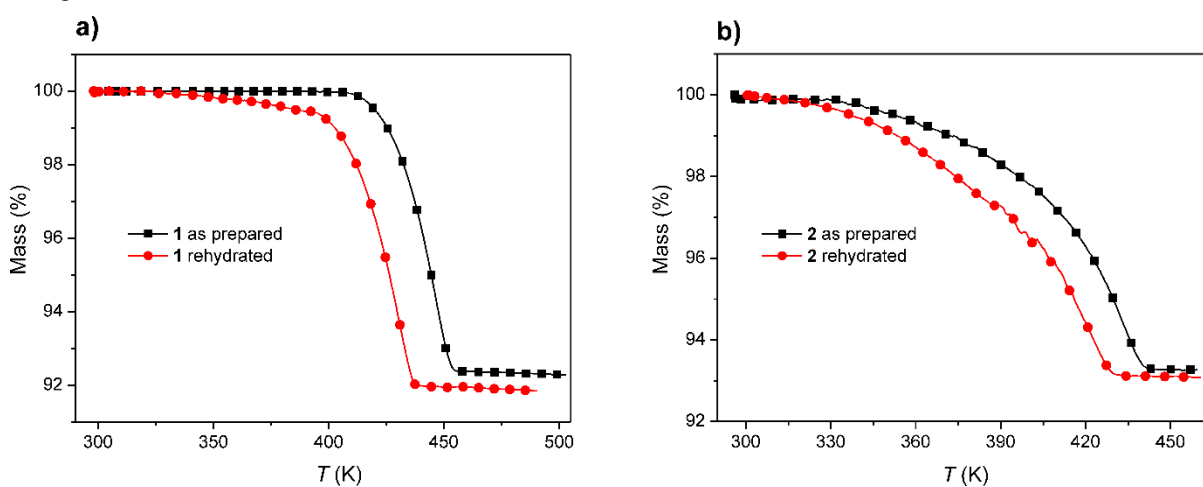 a)
100
98
96
94
92
Mass (%)
1 as prepared
1 rehydrated
300
350
400
450
500
T (K)
b)
100
98
96
94
92
Mass (%)
2 as prepared
2 rehydrated
300
330
360
390
420
450
T (K)